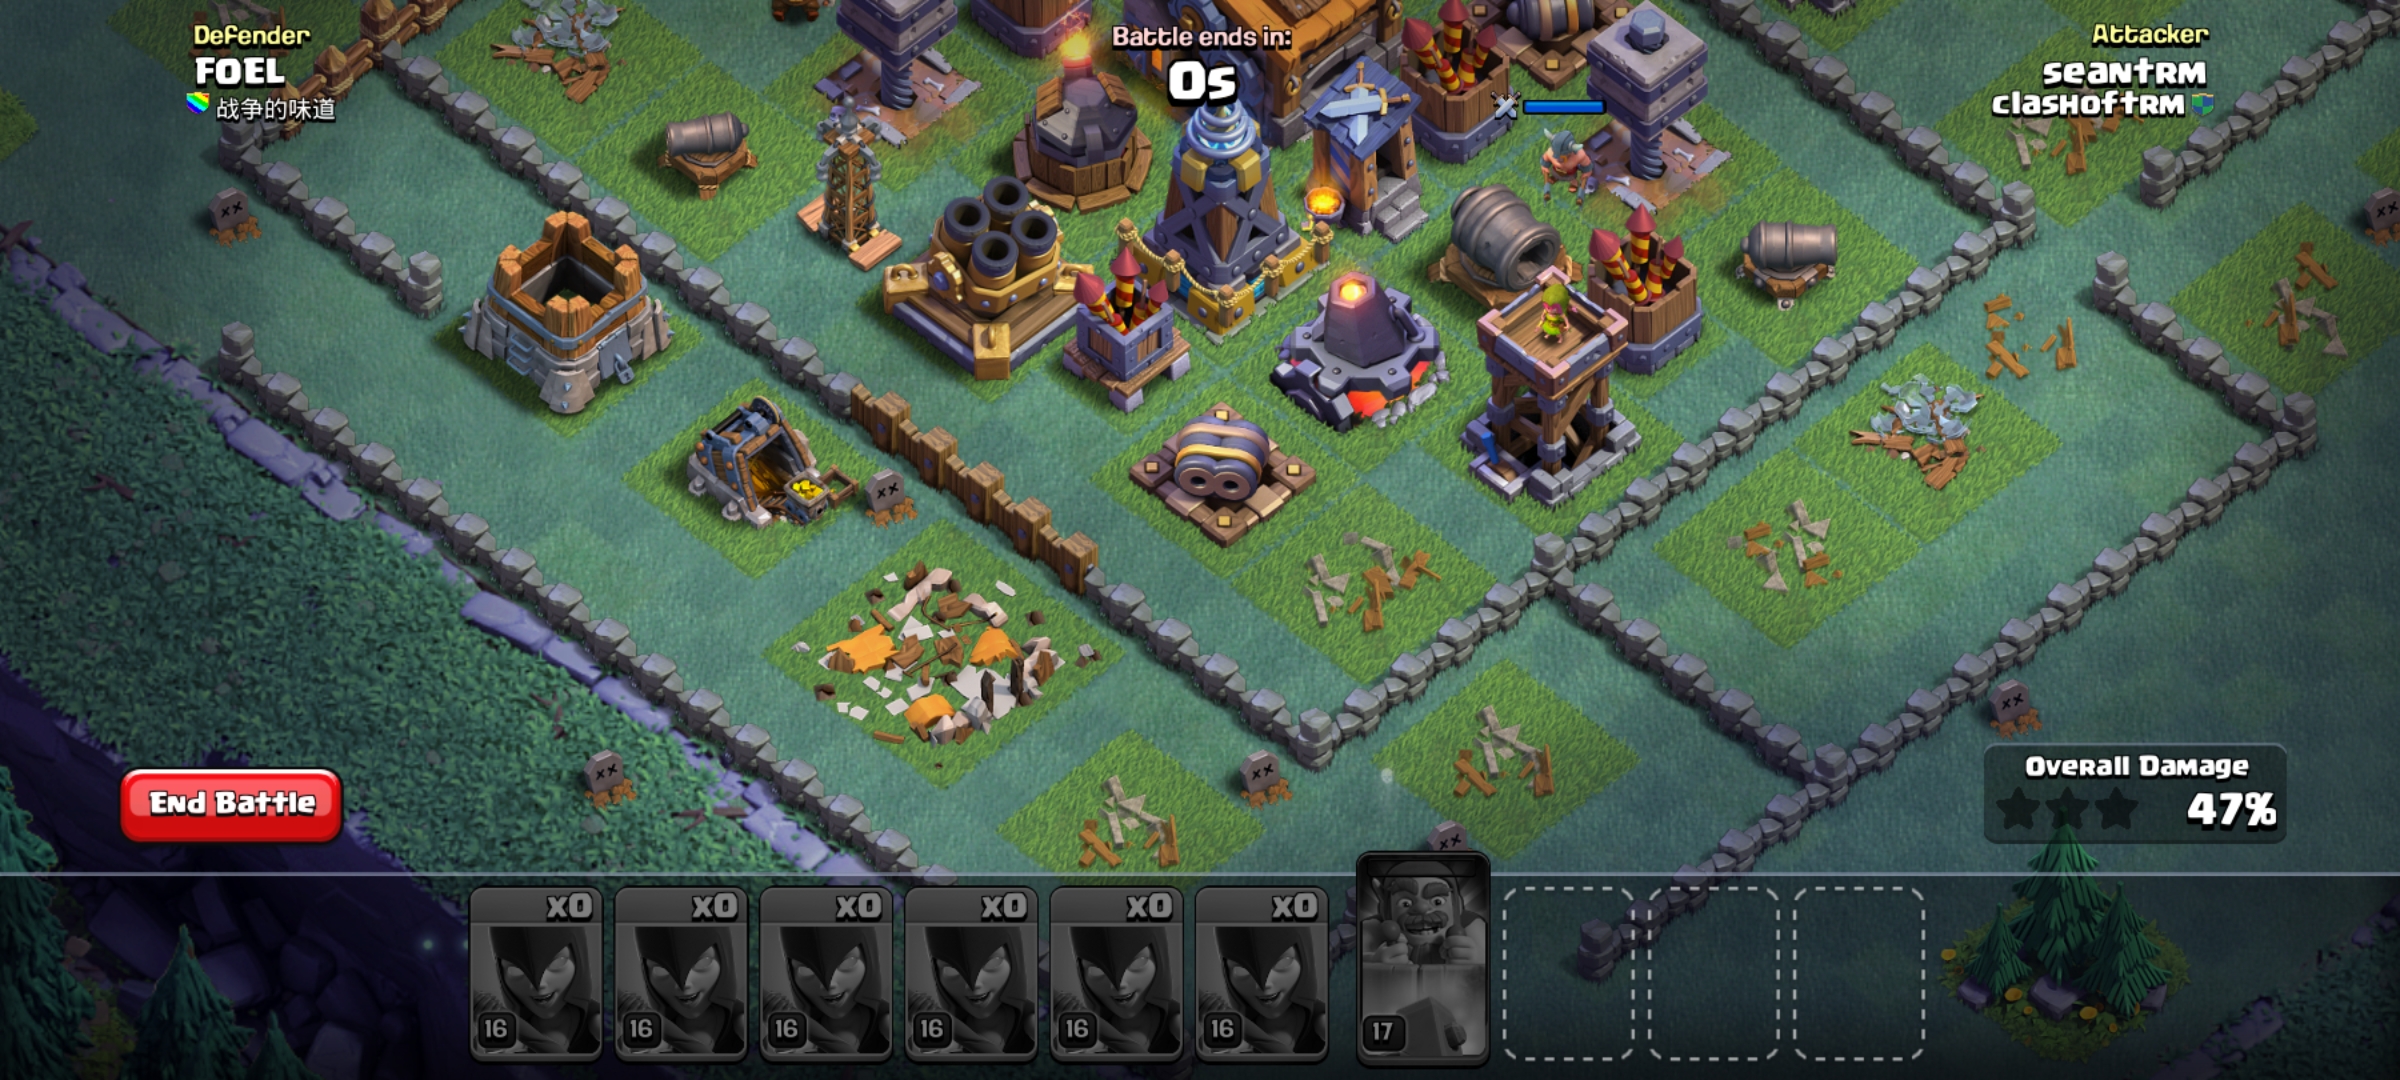 Defender
FOEL
战争的味道
Battle ends in:
0s
Attacker
seantRM
clashoftRM
End Battle
Overall Damage
47%
x0 x0 x0 x0 x0 x0
16 16 16 16 16 16 17